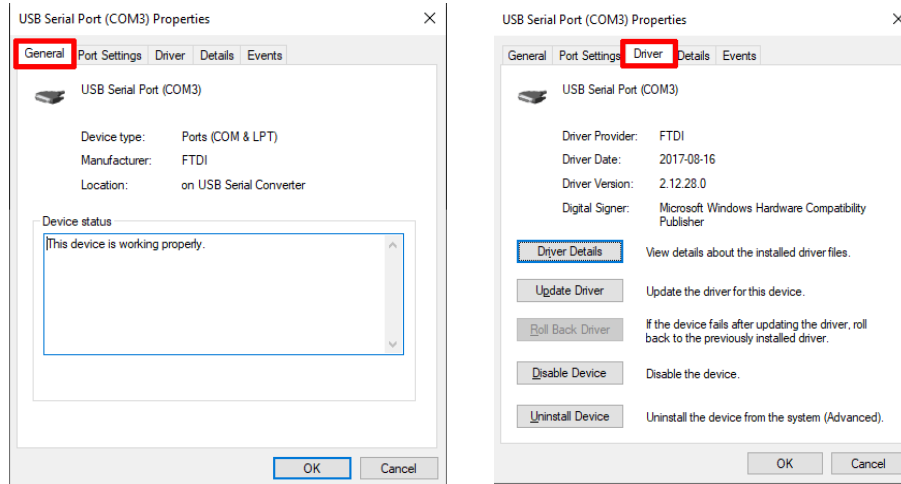 USB Serial Port (COM3) Properties
General Port Settings Driver Details Events
USB Serial Port (COM3)
Device type: Ports (COM & LPT)
Manufacturer: FTDI
Location: on USB Serial Converter
Device status
This device is working properly.
OK Cancel
USB Serial Port (COM3) Properties
General Port Settings Driver Details Events
USB Serial Port (COM3)
Driver Provider: FTDI
Driver Date: 2017-08-16
Driver Version: 2.12.28.0
Digital Signer: Microsoft Windows Hardware Compatibility
Publisher
Driver Details View details about the installed driver files.
Update Driver Update the driver for this device.
Roll Back Driver If the device fails after updating the driver, roll
back to the previously installed driver.
Disable Device Disable the device.
Uninstall Device Uninstall the device from the system (Advanced).
OK Cancel